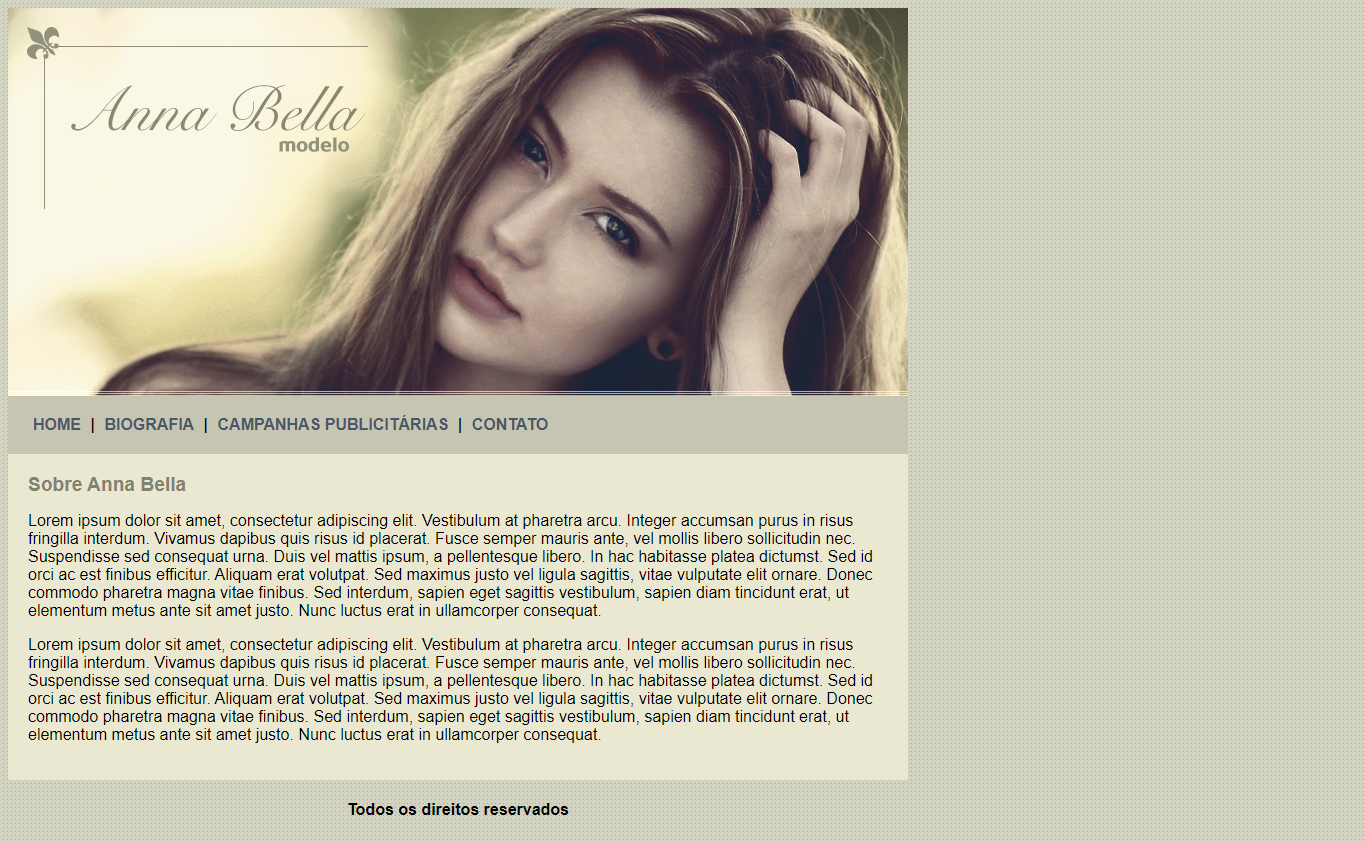 Anna Bella
modelo
HOME | BIOGRAFIA | CAMPANHAS PUBLICITÁRIAS | CONTATO
Sobre Anna Bella
Lorem ipsum dolor sit amet, consectetur adipiscing elit. Vestibulum at pharetra arcu. Integer accumsan purus in risus
fringilla interdum. Vivamus dapibus quis risus id placerat. Fusce semper mauris ante, vel mollis libero sollicitudin nec.
Suspendisse sed consequat urna. Duis vel mattis ipsum, a pellentesque libero. In hac habitasse platea dictumst. Sed id
orci ac est finibus efficitur. Aliquam erat volutpat. Sed maximus justo vel ligula sagittis, vitae vulputate elit ornare. Donec
commodo pharetra magna vitae finibus. Sed interdum, sapien eget sagittis vestibulum, sapien diam tincidunt erat, ut
elementum metus ante sit amet justo. Nunc luctus erat in ullamcorper consequat.
Lorem ipsum dolor sit amet, consectetur adipiscing elit. Vestibulum at pharetra arcu. Integer accumsan purus in risus
fringilla interdum. Vivamus dapibus quis risus id placerat. Fusce semper mauris ante, vel mollis libero sollicitudin nec.
Suspendisse sed consequat urna. Duis vel mattis ipsum, a pellentesque libero. In hac habitasse platea dictumst. Sed id
orci ac est finibus efficitur. Aliquam erat volutpat. Sed maximus justo vel ligula sagittis, vitae vulputate elit ornare. Donec
commodo pharetra magna vitae finibus. Sed interdum, sapien eget sagittis vestibulum, sapien diam tincidunt erat, ut
elementum metus ante sit amet justo. Nunc luctus erat in ullamcorper consequat.
Todos os direitos reservados